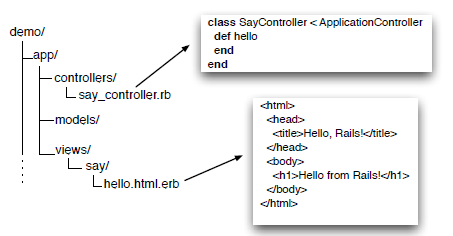 demo/
app/
controllers/
say_controller.rb
models/
views/
say/
hello.html.erb
class SayController < ApplicationController
def hello
end
end
<html>
<head>
<title>Hello, Rails!</title>
</head>
<body>
<h1>Hello from Rails!</h1>
</body>
</html>